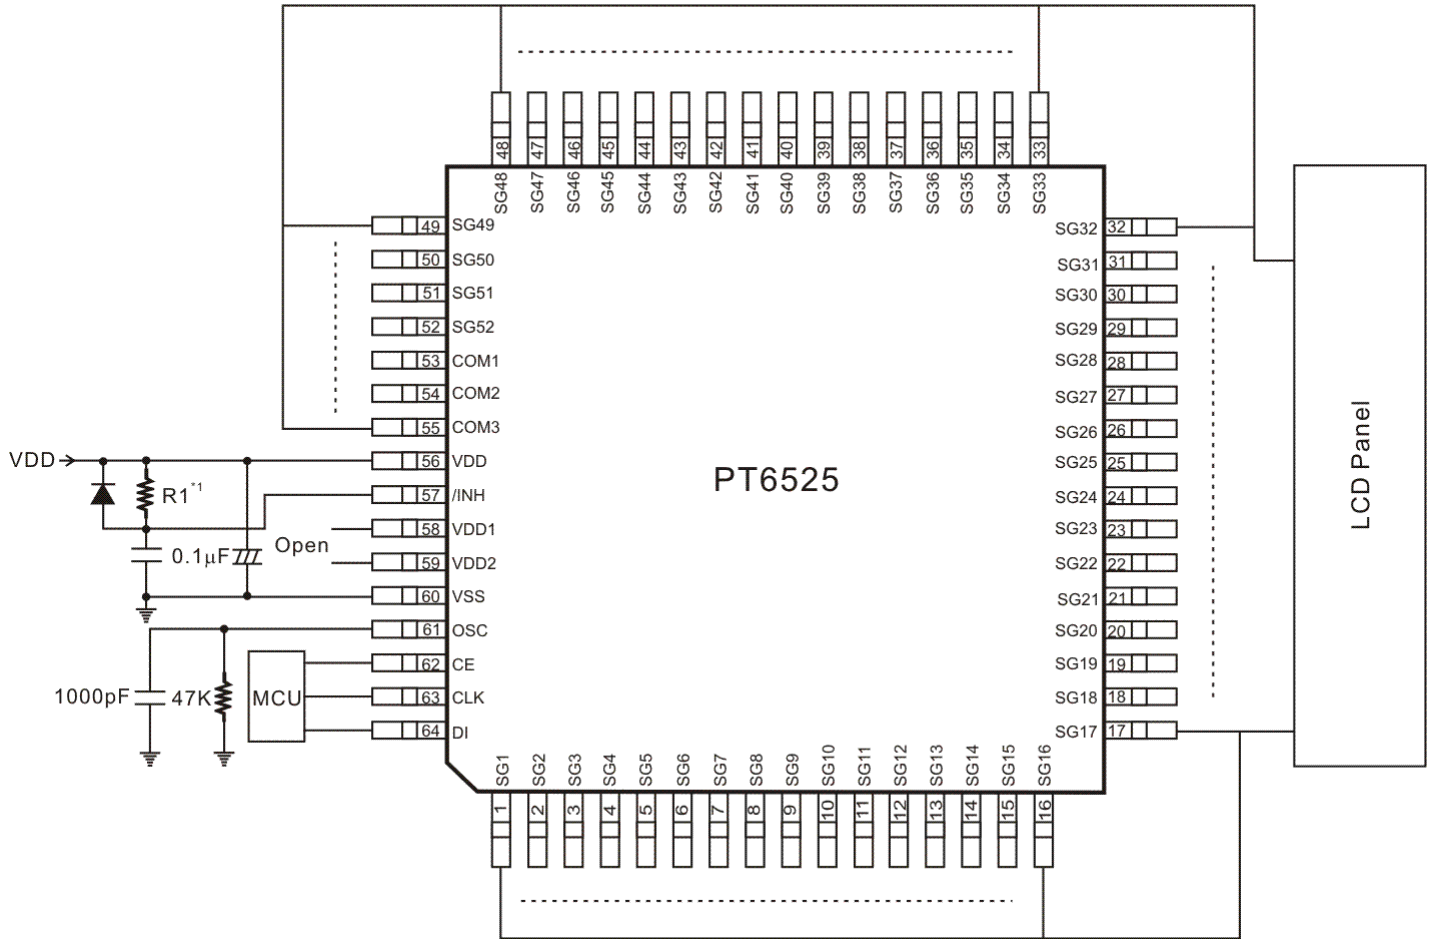 48 47 46 45 44 43 42 41 40 39 38 37 36 35 34 33
SG48 SG47 SG46 SG45 SG44 SG43 SG42 SG41 SG40 SG39 SG38 SG37 SG36 SG35 SG34 SG33
49 SG49
50 SG50
51 SG51
52 SG52
53 COM1
54 COM2
55 COM3
56 VDD
57 /INH
58 VDD1
59 VDD2
60 VSS
61 OSC
62 CE
63 CLK
64 DI
VDD
R1*1
0.1μF
Open
1000pF
47K
MCU
PT6525
SG32 32
SG31 31
SG30 30
SG29 29
SG28 28
SG27 27
SG26 26
SG25 25
SG24 24
SG23 23
SG22 22
SG21 21
SG20 20
SG19 19
SG18 18
SG17 17
LCD Panel
SG1 SG2 SG3 SG4 SG5 SG6 SG7 SG8 SG9 SG10 SG11 SG12 SG13 SG14 SG15 SG16
1 2 3 4 5 6 7 8 9 10 11 12 13 14 15 16